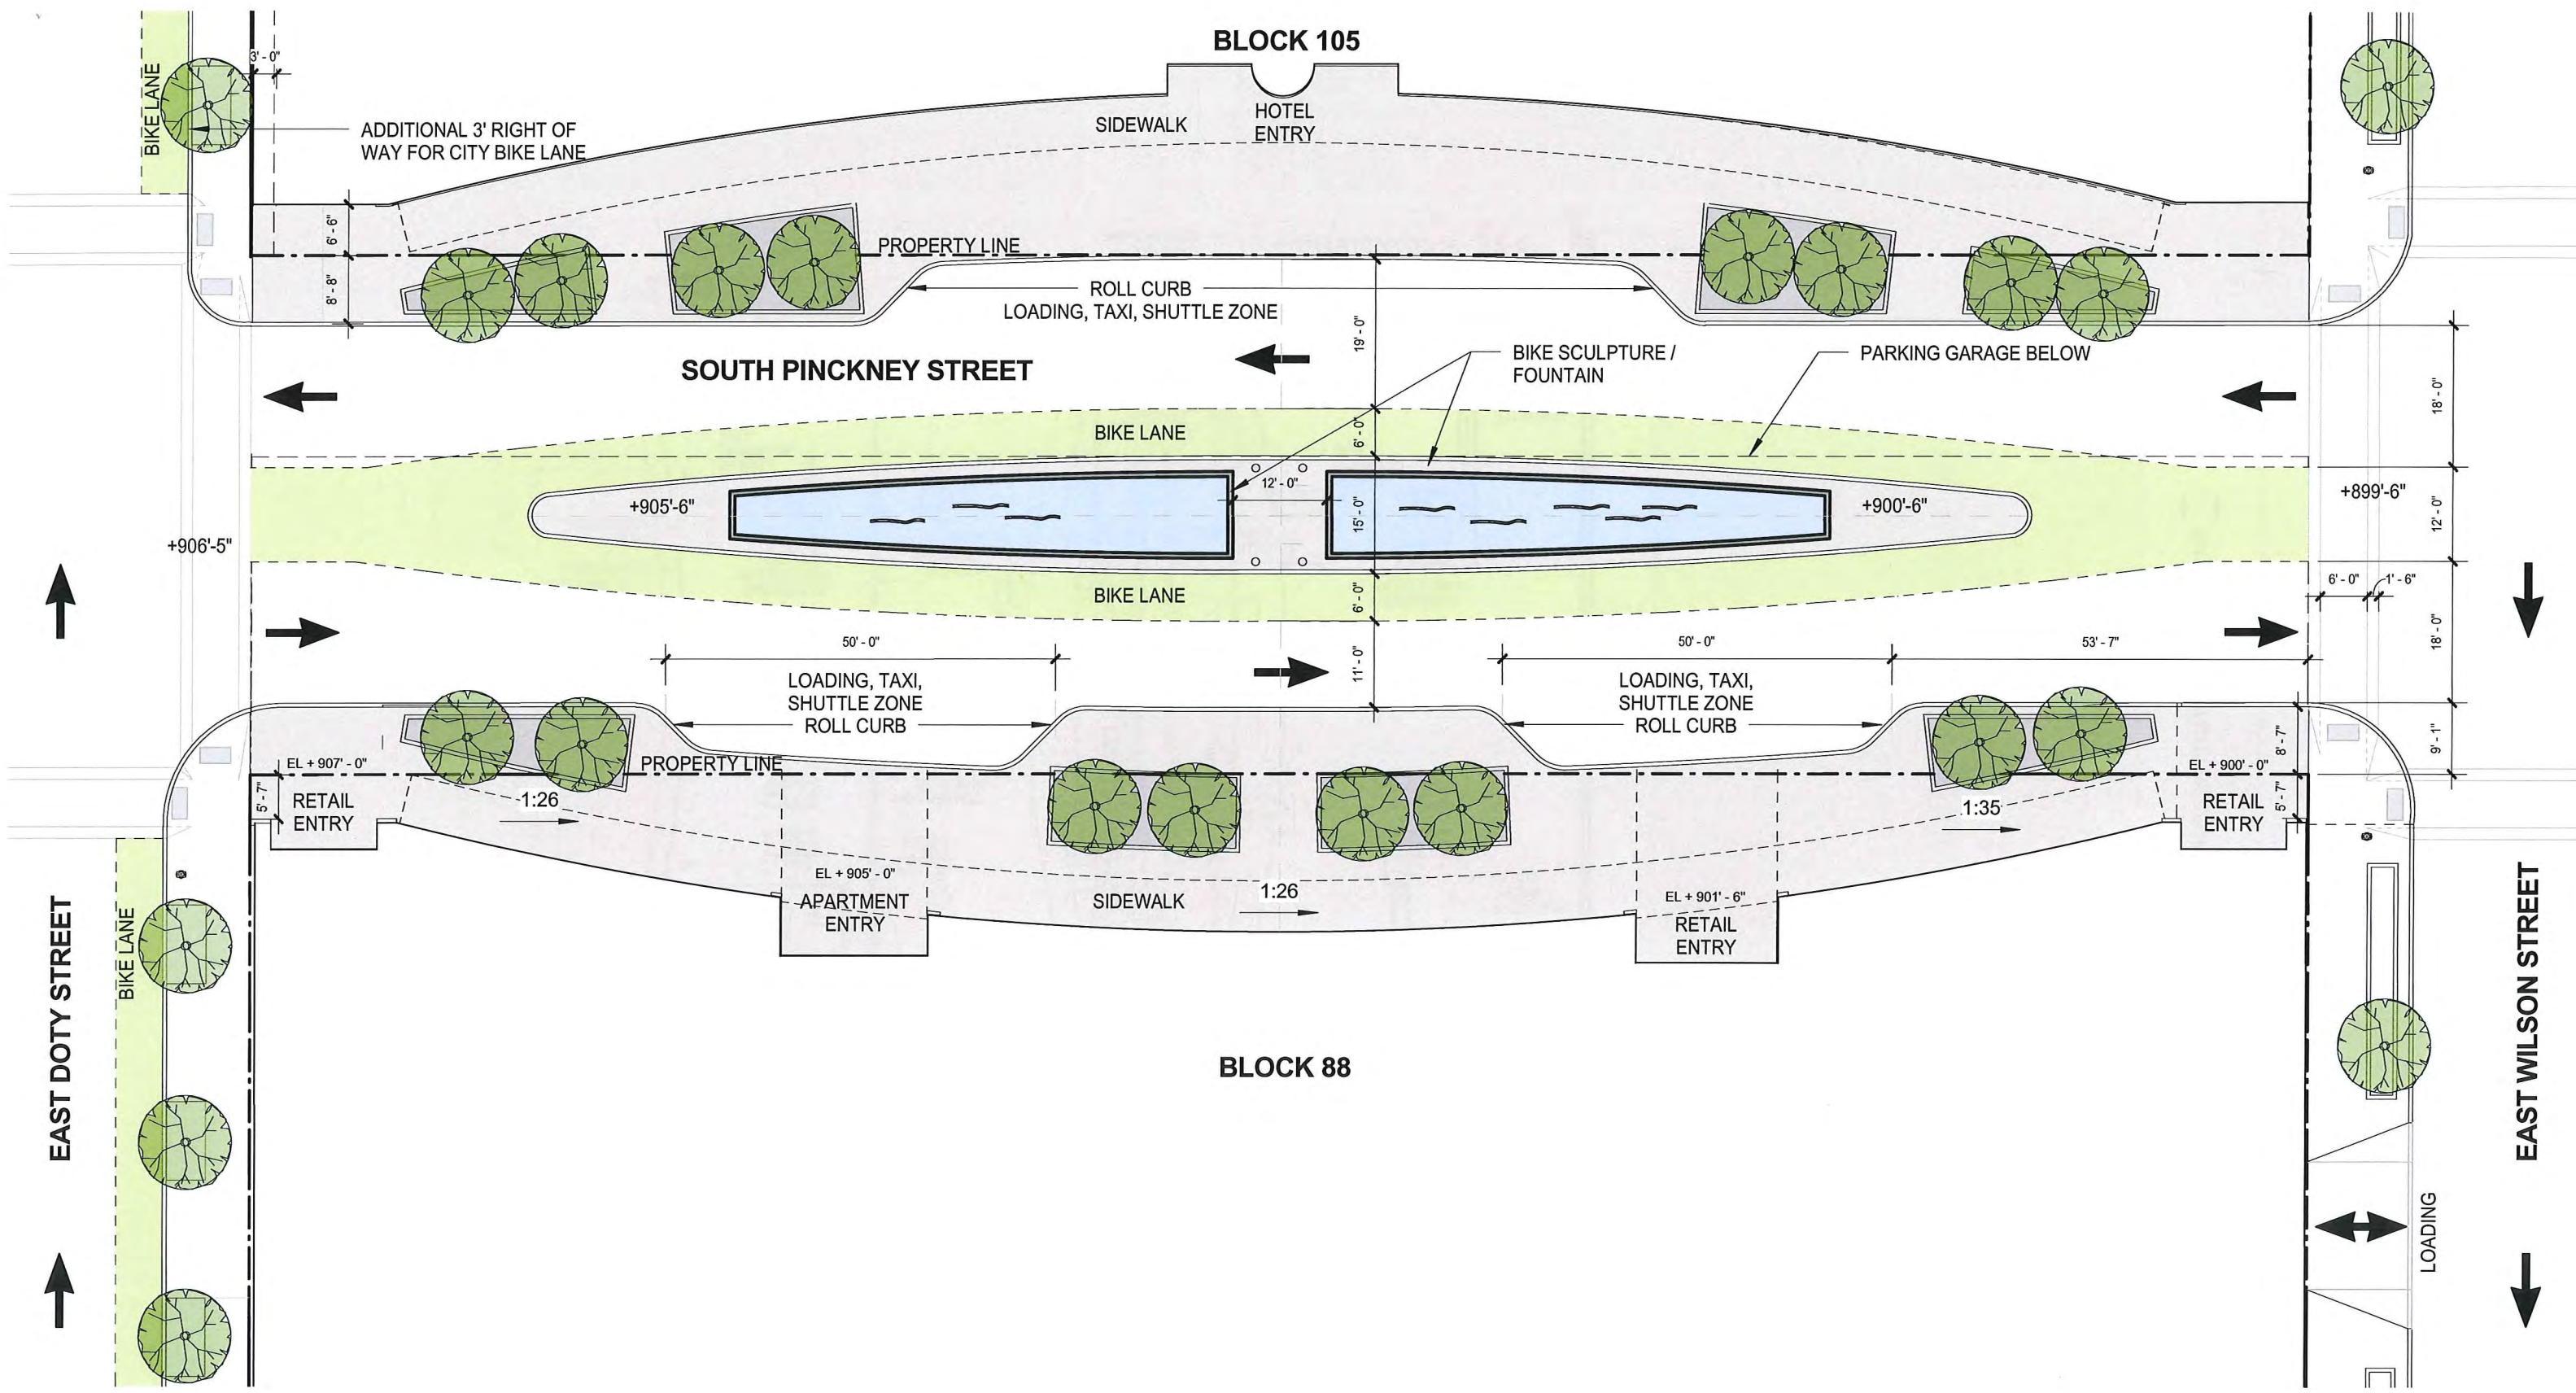 BLOCK 105
3' - 0"
BIKE LANE
ADDITIONAL 3' RIGHT OF
WAY FOR CITY BIKE LANE
SIDEWALK
HOTEL
ENTRY
6' - 6"
8' - 8"
PROPERTY LINE
ROLL CURB
LOADING, TAXI, SHUTTLE ZONE
19' - 0"
SOUTH PINCKNEY STREET
BIKE SCULPTURE /
FOUNTAIN
PARKING GARAGE BELOW
18' - 0"
BIKE LANE
6' - 0"
12' - 0"
+905'-6"
+900'-6"
+899'-6"
15' - 0"
12' - 0"
+906'-5"
BIKE LANE
6' - 0"
6' - 0"
1' - 6"
18' - 0"
50' - 0"
50' - 0"
53' - 7"
11' - 0"
LOADING, TAXI,
SHUTTLE ZONE
ROLL CURB
LOADING, TAXI,
SHUTTLE ZONE
ROLL CURB
8' - 7"
9' - 1"
EL + 907' - 0"
PROPERTY LINE
EL + 900' - 0"
5' - 7"
RETAIL
ENTRY
1:26
1:35
RETAIL
ENTRY
5' - 7"
EL + 905' - 0"
APARTMENT
ENTRY
SIDEWALK
1:26
EL + 901' - 6"
RETAIL
ENTRY
EAST DOTY STREET
BIKE LANE
BLOCK 88
EAST WILSON STREET
LOADING